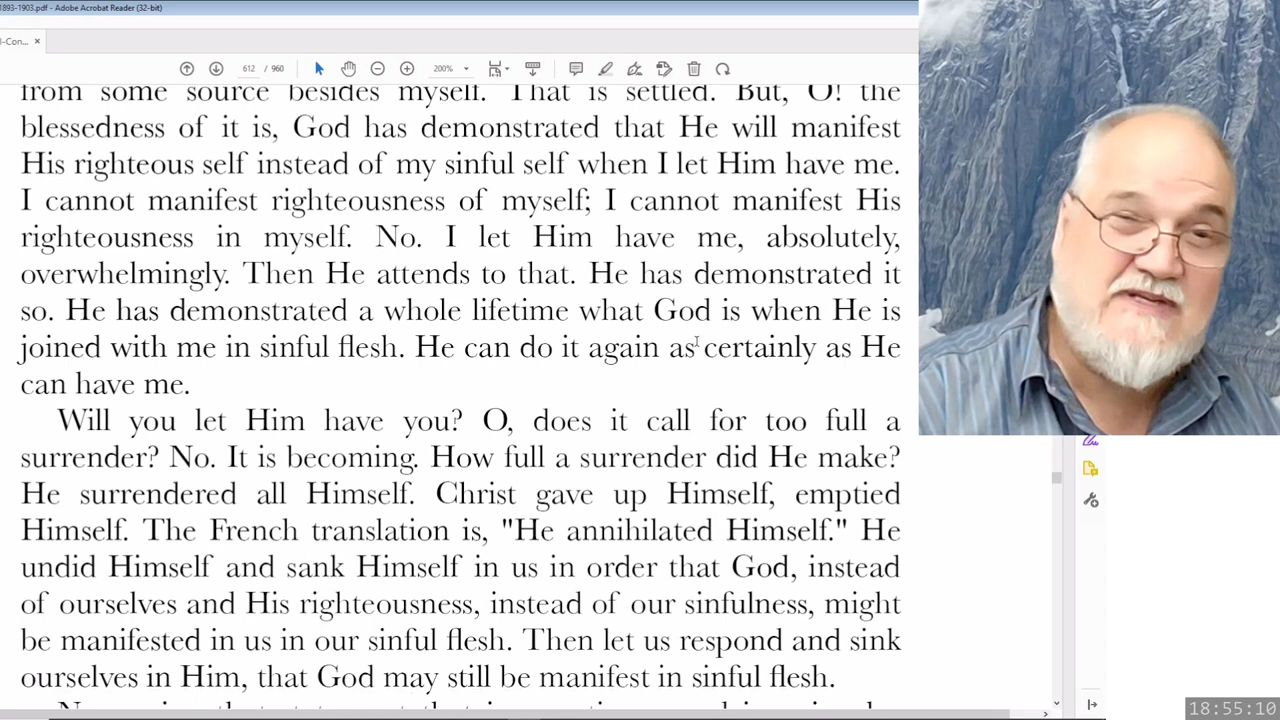 1893-1903.pdf - Adobe Acrobat Reader (32-bit)
l-Con... ×
612 / 960 200%
from some source besides myself. That is settled. But, O! the
blessedness of it is, God has demonstrated that He will manifest
His righteous self instead of my sinful self when I let Him have me.
I cannot manifest righteousness of myself; I cannot manifest His
righteousness in myself. No. I let Him have me, absolutely,
overwhelmingly. Then He attends to that. He has demonstrated it
so. He has demonstrated a whole lifetime what God is when He is
joined with me in sinful flesh. He can do it again as certainly as He
can have me.
Will you let Him have you? O, does it call for too full a
surrender? No. It is becoming. How full a surrender did He make?
He surrendered all Himself. Christ gave up Himself, emptied
Himself. The French translation is, "He annihilated Himself." He
undid Himself and sank Himself in us in order that God, instead
of ourselves and His righteousness, instead of our sinfulness, might
be manifested in us in our sinful flesh. Then let us respond and sink
ourselves in Him, that God may still be manifest in sinful flesh.
18:55:10